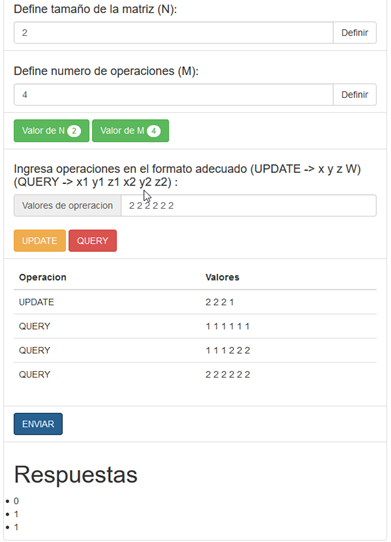 Define tamaño de la matriz (N):
2 Definir
Define numero de operaciones (M):
4 Definir
Valor de N 2 Valor de M 4
Ingresa operaciones en el formato adecuado (UPDATE -> x y z W)
(QUERY -> x1 y1 z1 x2 y2 z2) :
Valores de opreracion 2 2 2 2 2 2
UPDATE QUERY
Operacion Valores
UPDATE 2 2 2 1
QUERY 1 1 1 1 1 1
QUERY 1 1 1 2 2 2
QUERY 2 2 2 2 2 2
ENVIAR
Respuestas
0
1
1